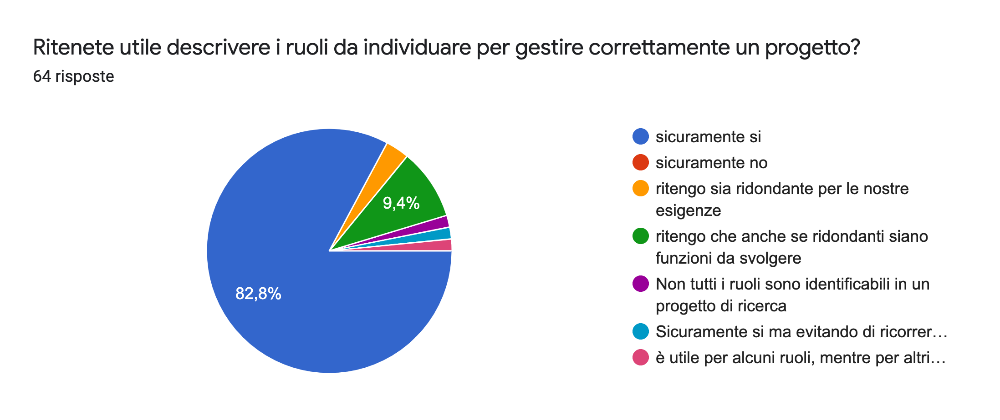 Ritenete utile descrivere i ruoli da individuare per gestire correttamente un progetto?
64 risposte
9,4%
82,8%
sicuramente si
sicuramente no
ritengo sia ridondante per le nostre
esigenze
ritengo che anche se ridondanti siano
funzioni da svolgere
Non tutti i ruoli sono identificabili in un
progetto di ricerca
Sicuramente si ma evitando di ricorrer…
è utile per alcuni ruoli, mentre per altri…